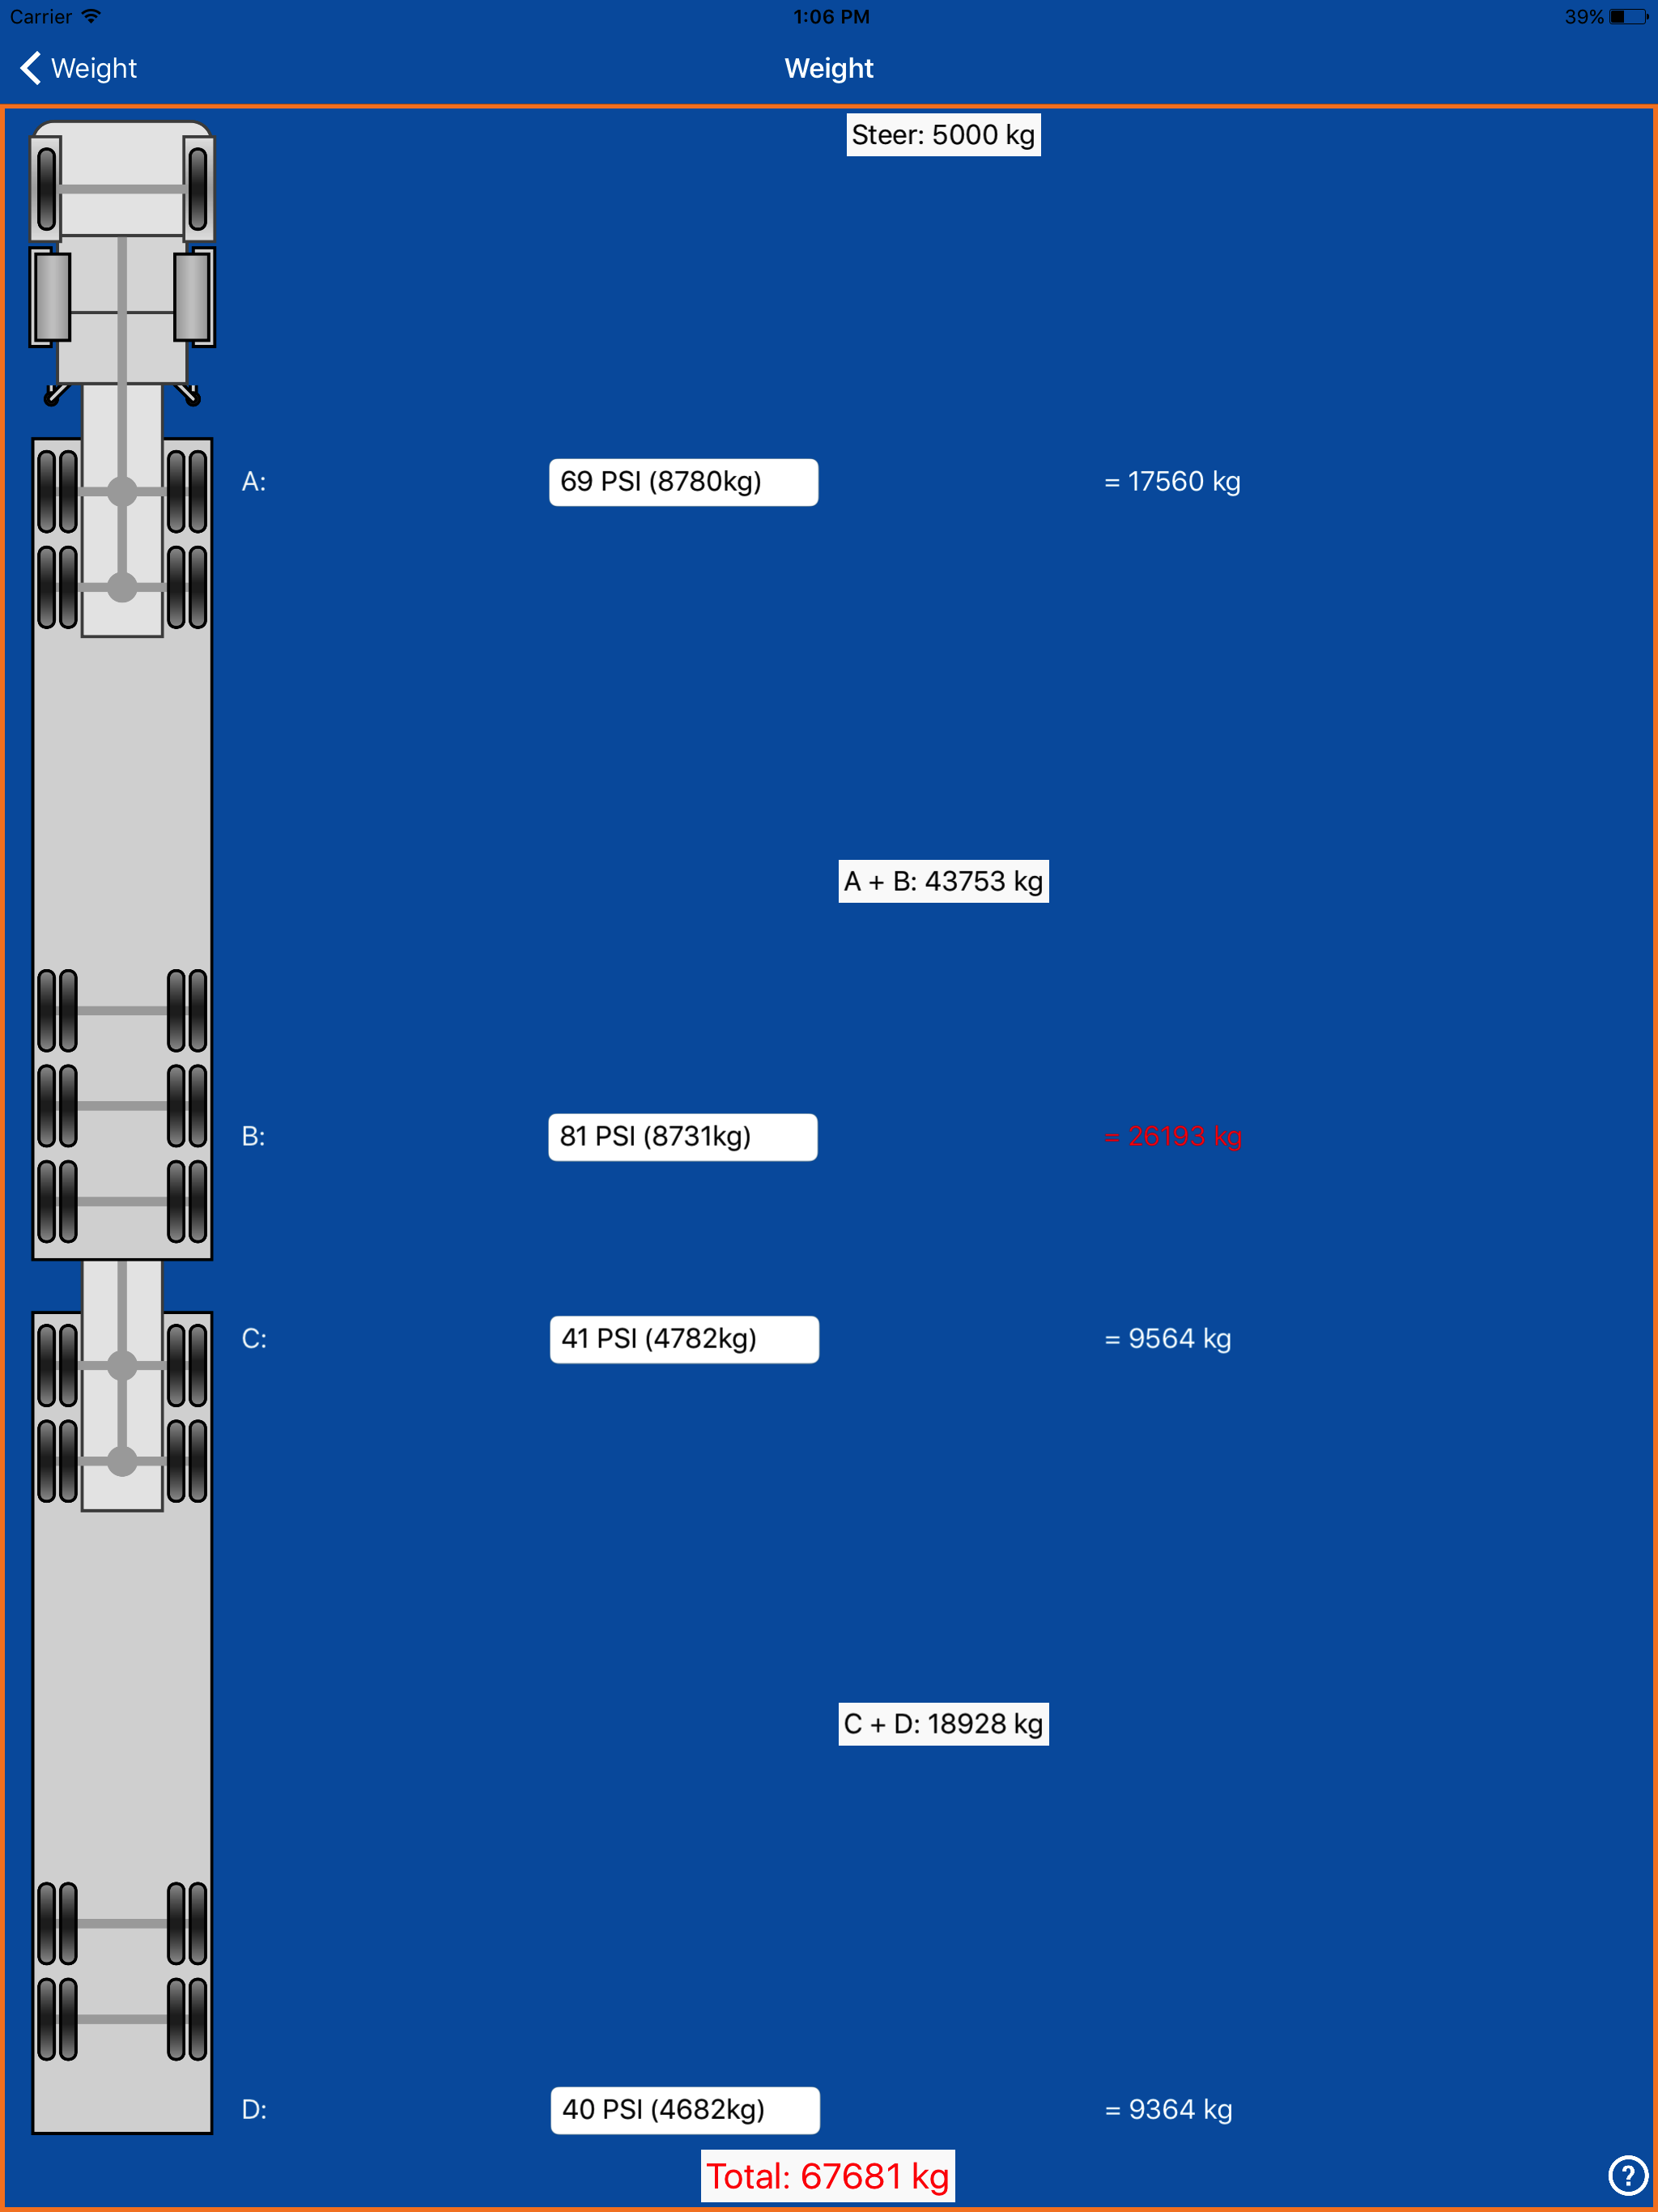 Carrier
1:06 PM
39%
Weight
Weight
Steer: 5000 kg
A:
69 PSI (8780kg)
= 17560 kg
A + B: 43753 kg
B:
81 PSI (8731kg)
= 26193 kg
C:
41 PSI (4782kg)
= 9564 kg
C + D: 18928 kg
D:
40 PSI (4682kg)
= 9364 kg
Total: 67681 kg
?